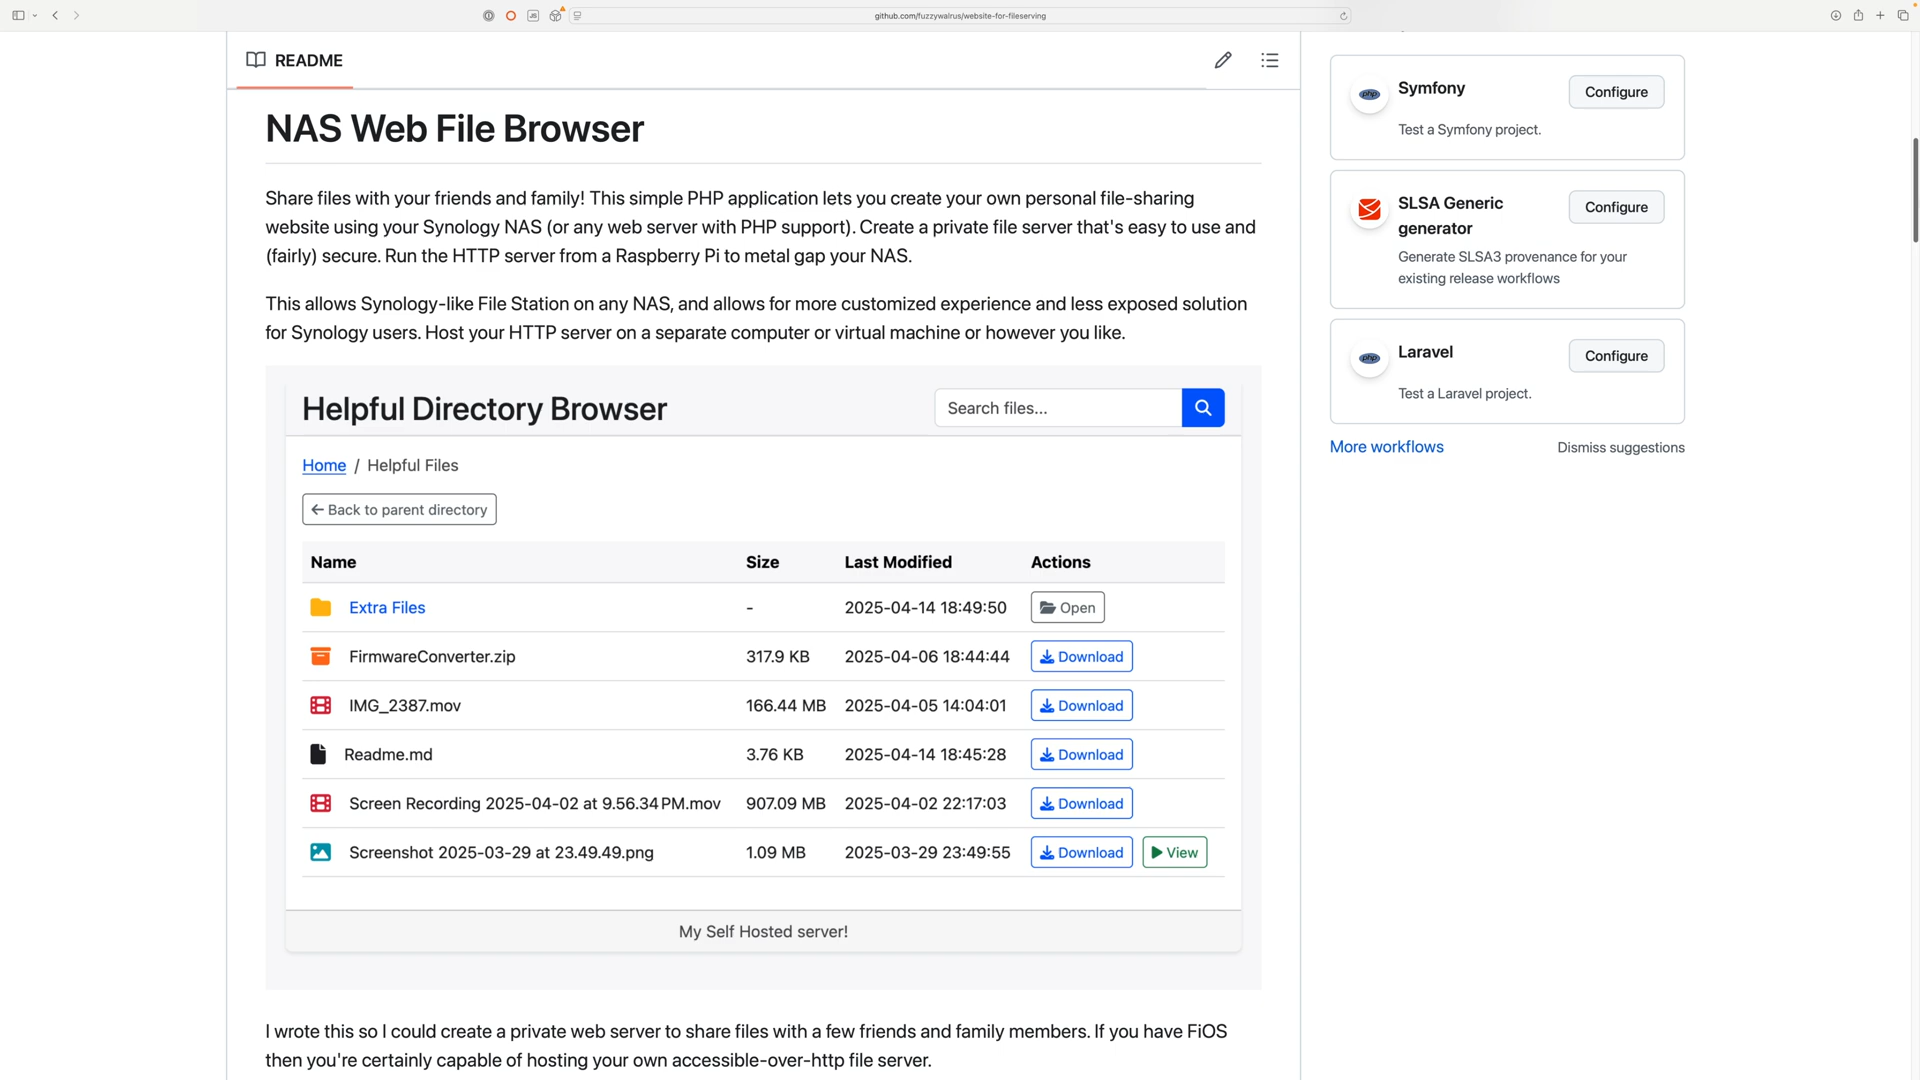 github.com/fuzzywalrus/website-for-fileserving
README
NAS Web File Browser
Share files with your friends and family! This simple PHP application lets you create your own personal file-sharing
website using your Synology NAS (or any web server with PHP support). Create a private file server that's easy to use and
(fairly) secure. Run the HTTP server from a Raspberry Pi to metal gap your NAS.
This allows Synology-like File Station on any NAS, and allows for more customized experience and less exposed solution
for Synology users. Host your HTTP server on a separate computer or virtual machine or however you like.
Helpful Directory Browser
Search files...
Home / Helpful Files
Back to parent directory
Name Size Last Modified Actions
Extra Files - 2025-04-14 18:49:50 Open
FirmwareConverter.zip 317.9 KB 2025-04-06 18:44:44 Download
IMG_2387.mov 166.44 MB 2025-04-05 14:04:01 Download
Readme.md 3.76 KB 2025-04-14 18:45:28 Download
Screen Recording 2025-04-02 at 9.56.34 PM.mov 907.09 MB 2025-04-02 22:17:03 Download
Screenshot 2025-03-29 at 23.49.49.png 1.09 MB 2025-03-29 23:49:55 Download View
My Self Hosted server!
I wrote this so I could create a private web server to share files with a few friends and family members. If you have FiOS
then you're certainly capable of hosting your own accessible-over-http file server.
php
Symfony
Configure
Test a Symfony project.
SLSA Generic
generator
Configure
Generate SLSA3 provenance for your
existing release workflows
php
Laravel
Configure
Test a Laravel project.
More workflows
Dismiss suggestions